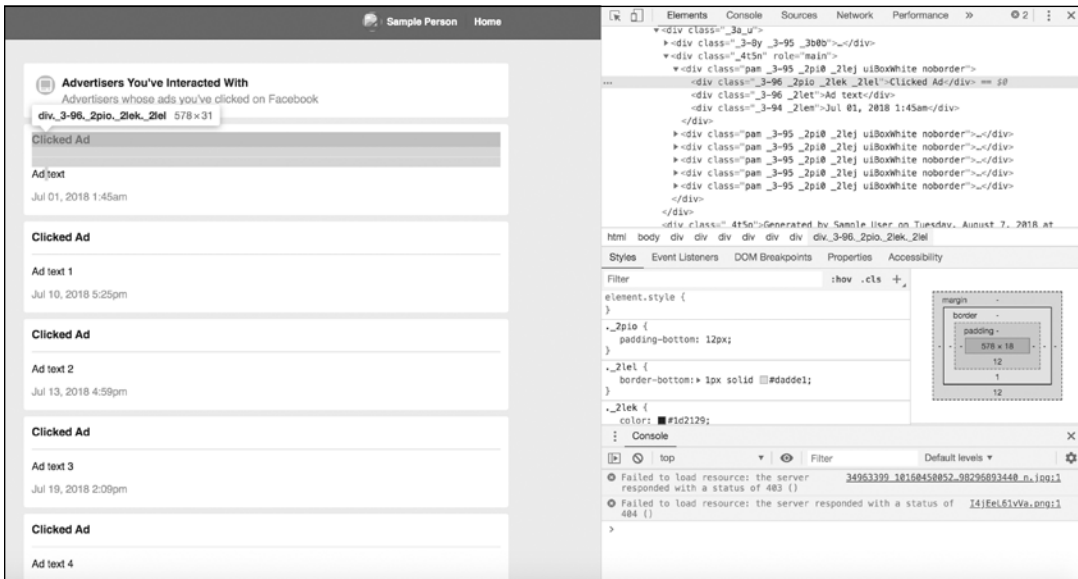 Sample Person Home
Advertisers You've Interacted With
Advertisers whose ads you've clicked on Facebook
div._3-96._2pio._2lek._2lel 578 × 31
Clicked Ad
Ad text
Jul 01, 2018 1:45am
Clicked Ad
Ad text 1
Jul 10, 2018 5:25pm
Clicked Ad
Ad text 2
Jul 13, 2018 4:59pm
Clicked Ad
Ad text 3
Jul 19, 2018 2:09pm
Clicked Ad
Ad text 4
Elements Console Sources Network Performance » 2
▼<div class="_3a_u">
▶<div class="_3-8y _3-95 _3b0b">…</div>
▼<div class="_4t5n" role="main">
▼<div class="pam _3-95 _2pi0 _2lej uiBoxWhite noborder">
<div class="_3-96 _2pio _2lek _2lel">Clicked Ad</div> == $0
<div class="_3-96 _2let">Ad text</div>
<div class="_3-94 _2lem">Jul 01, 2018 1:45am</div>
</div>
▶<div class="pam _3-95 _2pi0 _2lej uiBoxWhite noborder">…</div>
▶<div class="pam _3-95 _2pi0 _2lej uiBoxWhite noborder">…</div>
▶<div class="pam _3-95 _2pi0 _2lej uiBoxWhite noborder">…</div>
▶<div class="pam _3-95 _2pi0 _2lej uiBoxWhite noborder">…</div>
▶<div class="pam _3-95 _2pi0 _2lej uiBoxWhite noborder">…</div>
</div>
</div>
<div class="_4t5n">Generated by Sample User on Tuesday, August 7, 2018 at
html body div div div div div div._3-96._2pio._2lek._2lel
Styles Event Listeners DOM Breakpoints Properties Accessibility
Filter :hov .cls +
element.style {
}
._2pio {
padding-bottom: 12px;
}
._2lel {
border-bottom: ▶ 1px solid #dadde1;
}
._2lek {
color: #1d2129;
margin -
border -
padding -
- - - 578 × 18 - - -
12
1
12
Console
top ▼ Filter Default levels ▼
Failed to load resource: the server 34963399_10160450052…98296893440_n.jpg:1
responded with a status of 403 ()
Failed to load resource: the server responded with a status of I4jEeL61vVa.png:1
404 ()
>